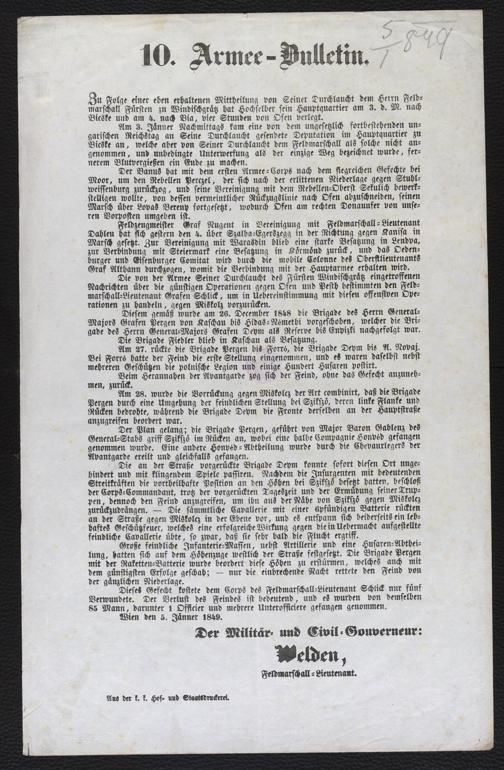 5/1 849
10. Armee-Bulletin.
Zu Folge einer eben erhaltenen Mittheilung von Seiner Durchlaucht dem Herrn Feld-
marschall Fürsten zu Windischgrätz hat Hochselber sein Hauptquartier am 3. d. M. nach
Bicske und am 4. nach Bia, vier Stunden von Ofen verlegt.
Am 3. Jänner Nachmittags kam eine von dem ungesetzlich fortbestehenden un-
garischen Reichstag an Seine Durchlaucht gesendete Deputation im Hauptquartier zu
Bicske an, welche aber von Seiner Durchlaucht dem Feldmarschall als solche nicht an-
genommen, und unbedingte Unterwerfung als der einzige Weg bezeichnet wurde, fer-
nerem Blutvergiessen ein Ende zu machen.
Der Banus hat mit dem ersten Armee-Corps nach dem siegreichen Gefechte bei
Moor, um den Rebellen Perczel, der sich nach der erlittenen Niederlage gegen Stuhl-
weissenburg zurückzog, und seine Vereinigung mit dem Rebellen-Oberst Sekulich bewerk-
stelligen wollte, von dessen vermeintlicher Rückzugslinie nach Ofen abzuschneiden, seinen
Marsch über Lovas Bereny fortgesetzt, wodurch Ofen am rechten Donauufer von unse-
ren Vorposten umgeben ist.
Feldzeugmeister Graf Nugent in Vereinigung mit Feldmarschall-Lieutenant
Dahlen hat sich gestern den 4. über Szalha-Egerszegg in der Richtung gegen Kanisa in
Marsch gesetzt. Zur Vereinigung mit Warasdin blieb eine starke Besatzung in Lendva,
zur Verbindung mit Steiermark eine Besatzung in Körmönd zurück, und das Oeden-
burger und Eisenburger Comitat wird durch die mobile Colonne des Oberstlieutenants
Graf Althann durchzogen, womit die Verbindung mit der Hauptarmee erhalten wird.
Die von der Armee Seiner Durchlaucht des Fürsten Windischgrätz eingetroffenen
Nachrichten über die günstigen Operationen gegen Ofen und Pesth bestimmten den Feld-
marschall-Lieutenant Grafen Schlick, um in Uebereinstimmung mit diesen offensiven Ope-
rationen zu handeln, gegen Miskolz vorzurücken.
Diesem gemäß wurde am 26. December 1848 die Brigade des Herrn General-
Majors Grafen Pergen von Kaschau bis Hidas-Németbi vorgeschoben, welcher die Bri-
gade des Herrn General-Majors Grafen Deym als Reserve bis Enyizki nachgefolgt war.
Die Brigade Fiedler blieb in Kaschau als Besatzung.
Am 27. rückte die Brigade Pergen bis Forró, die Brigade Deym bis A. Novaj.
Bei Forró hatte der Feind die erste Stellung eingenommen, und es waren daselbst nebst
mehreren Geschützen die polnische Legion und einige Hundert Husaren postirt.
Beim Herannahen der Avantgarde zog sich der Feind, ohne das Gefecht anzuneh-
men, zurück.
Am 28. wurde die Vorrückung gegen Miskolez der Art combinirt, daß die Brigade
Pergen durch eine Umgehung der feindlichen Stellung bei Szikszó, deren linke Flanke und
Rücken bedrohte, während die Brigade Deym die Fronte derselben an der Hauptstraße
anzugreifen beordert war.
Der Plan gelang; die Brigade Pergen, geführt von Major Baron Gablenz des
General-Stabs griff Szikszó im Rücken an, wobei eine halbe Compagnie Honvéd gefangen
genommen wurde. Eine andere Honvéd-Abtheilung wurde durch die Chevauxlegers der
Avantgarde ereilt und gleichfalls gefangen.
Die an der Straße vorgerückte Brigade Deym konnte sofort diesen Ort unge-
hindert und mit klingendem Spiele passiren. Nachdem die Insurgenten mit bedeutenden
Streitkräften die vortheilhafte Position an den Höhen bei Szikszó besetzt hatten, beschloß
der Corps-Commandant, trotz der vorgerückten Tageszeit und der Ermüdung seiner Trup-
pen, dennoch den Feind anzugreifen, um ihn aus der Nähe von Szikszó gegen Miskolez
zurückzudrängen. — Die sämmtliche Cavallerie mit einer 6pfündigen Batterie rückten
an der Straße gegen Miskolez in der Ebene vor, und es entspann sich beiderseits ein leb-
haftes Geschützfeuer, welches eine erfolgreiche Wirkung gegen die in Uebermacht aufgestellte
feindliche Cavallerie übte, so zwar, daß sie sehr bald die Flucht ergriff.
Große feindliche Infanterie-Massen, nebst Artillerie und eine Husaren-Abthei-
lung, hatten sich auf den Höhenzuge westlich der Straße festgesetzt. Die Brigade Pergen
mit der Raketten-Batterie wurde beordert diese Höhen zu erstürmen, welches auch mit
dem günstigsten Erfolge geschah; — nur die einbrechende Nacht rettete den Feind von
der gänzlichen Niederlage.
Dieses Gefecht kostete dem Corps des Feldmarschall-Lieutenant Schlick nur fünf
Verwundete. Der Verlust des Feindes ist bedeutend, und es wurden von demselben
85 Mann, darunter 1 Officier und mehrere Unterofficiere gefangen genommen.
Wien den 5. Jänner 1849.
Der Militär- und Civil-Gouverneur:
Welden,
Feldmarschall-Lieutenant.
Aus der k. k. Hof- und Staatsdruckerei.